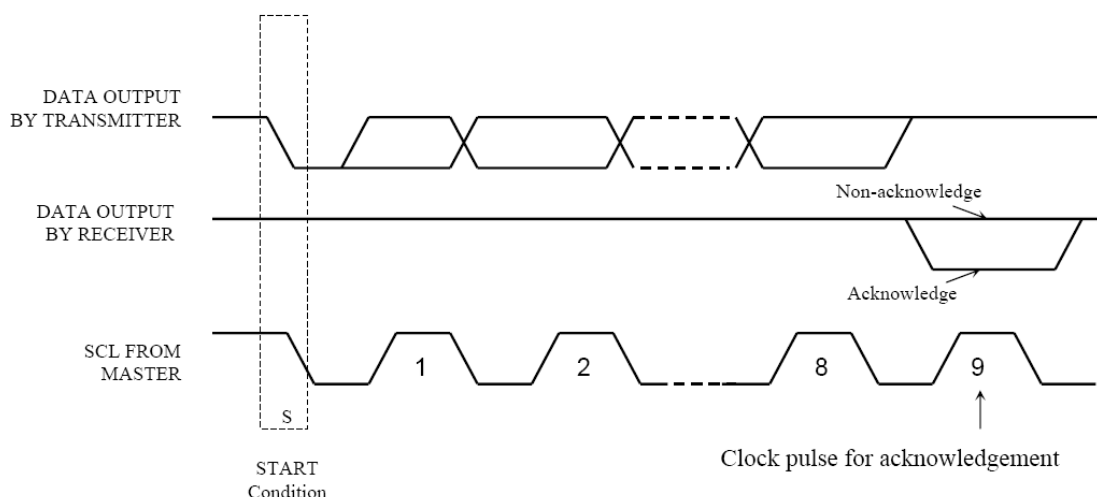 DATA OUTPUT
BY TRANSMITTER
Non-acknowledge
DATA OUTPUT
BY RECEIVER
Acknowledge
SCL FROM
MASTER
1
2
8
9
S
START
Condition
Clock pulse for acknowledgement